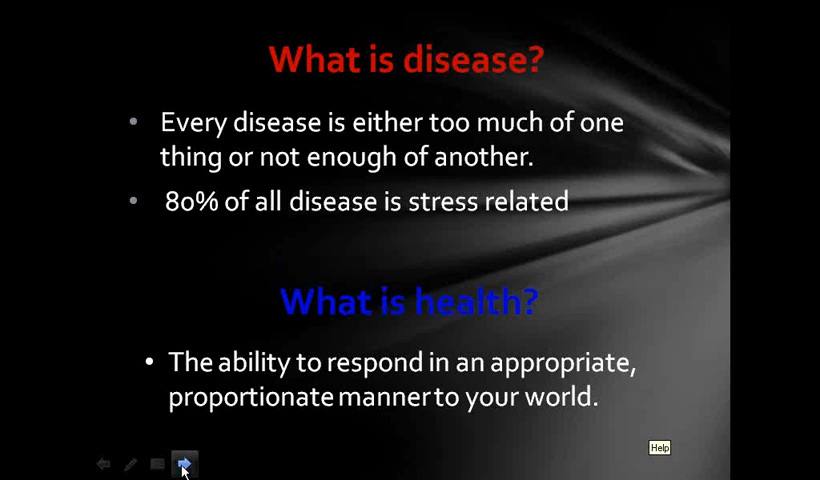 What is disease?
Every disease is either too much of one
thing or not enough of another.
80% of all disease is stress related
What is health?
The ability to respond in an appropriate,
proportionate manner to your world.
Help